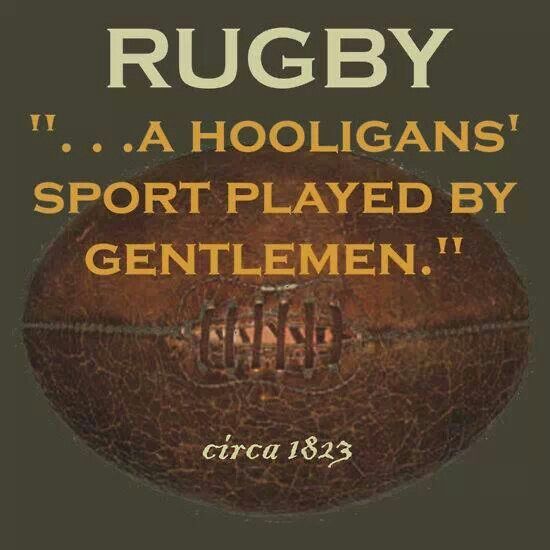 RUGBY
". . .A HOOLIGANS'
SPORT PLAYED BY
GENTLEMEN."
circa 1823